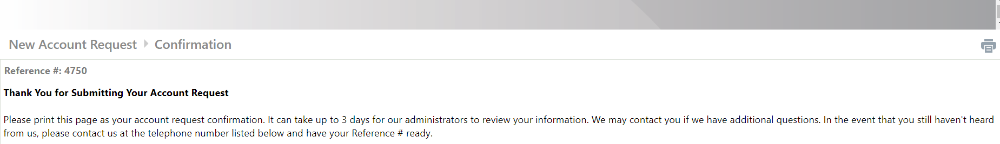 New Account Request Confirmation
Reference #: 4750
Thank You for Submitting Your Account Request
Please print this page as your account request confirmation. It can take up to 3 days for our administrators to review your information. We may contact you if we have additional questions. In the event that you still haven't heard
from us, please contact us at the telephone number listed below and have your Reference # ready.